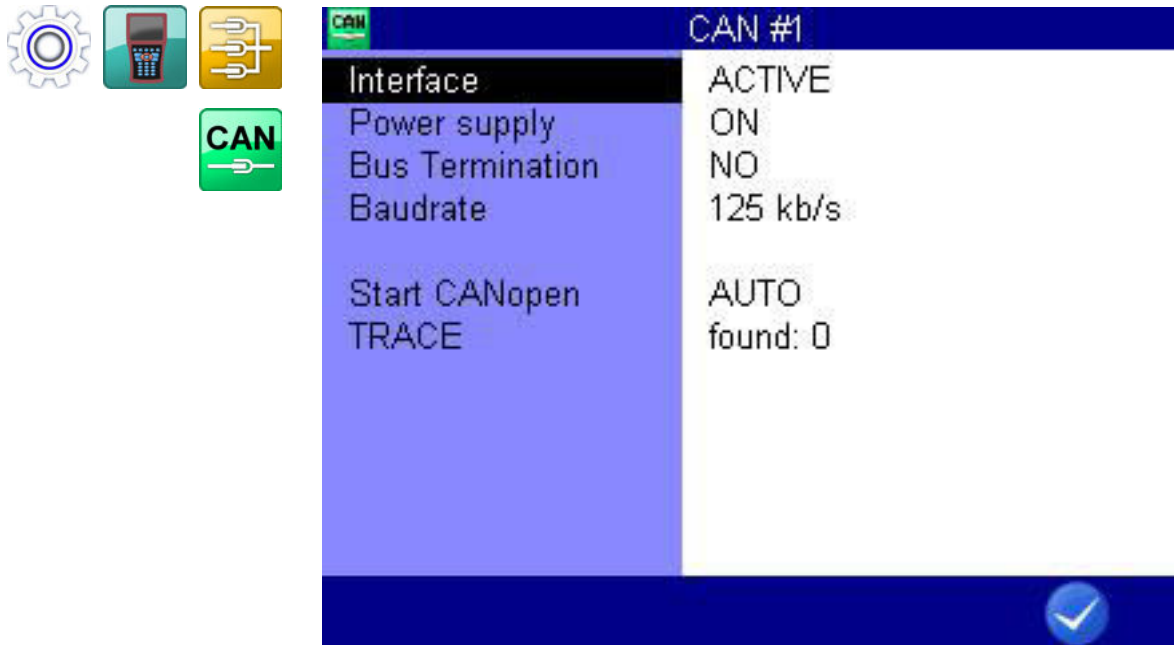 CAN
CAN
CAN #1
Interface ACTIVE
Power supply ON
Bus Termination NO
Baudrate 125 kb/s
Start CANopen AUTO
TRACE found: 0